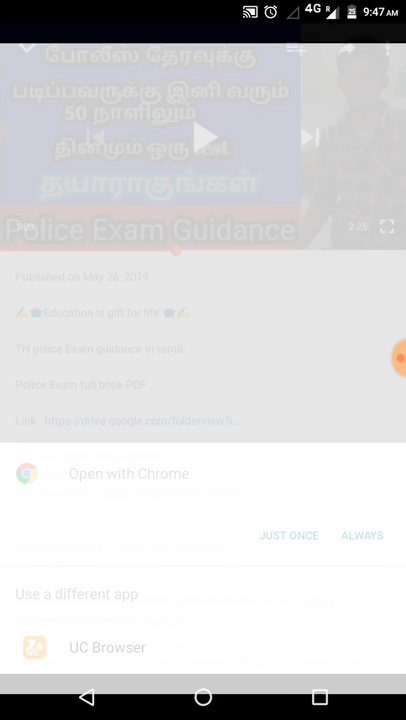 4G R 25 9:47 AM
போலீஸ் தேர்வுக்கு
படிப்பவருக்கு இனி வரும்
50 நாளிலும்
தினமும் ஒரு test
தயாராகுங்கள்
Police Exam Guidance
1:03 2:25
Published on May 26, 2019
✍🎓Education is gift for life 🎓✍
TN police Exam guidance in tamil
Police Exam full book PDF
Link : https://drive.google.com/folderview?i...
Open with Chrome
JUST ONCE ALWAYS
Use a different app
UC Browser